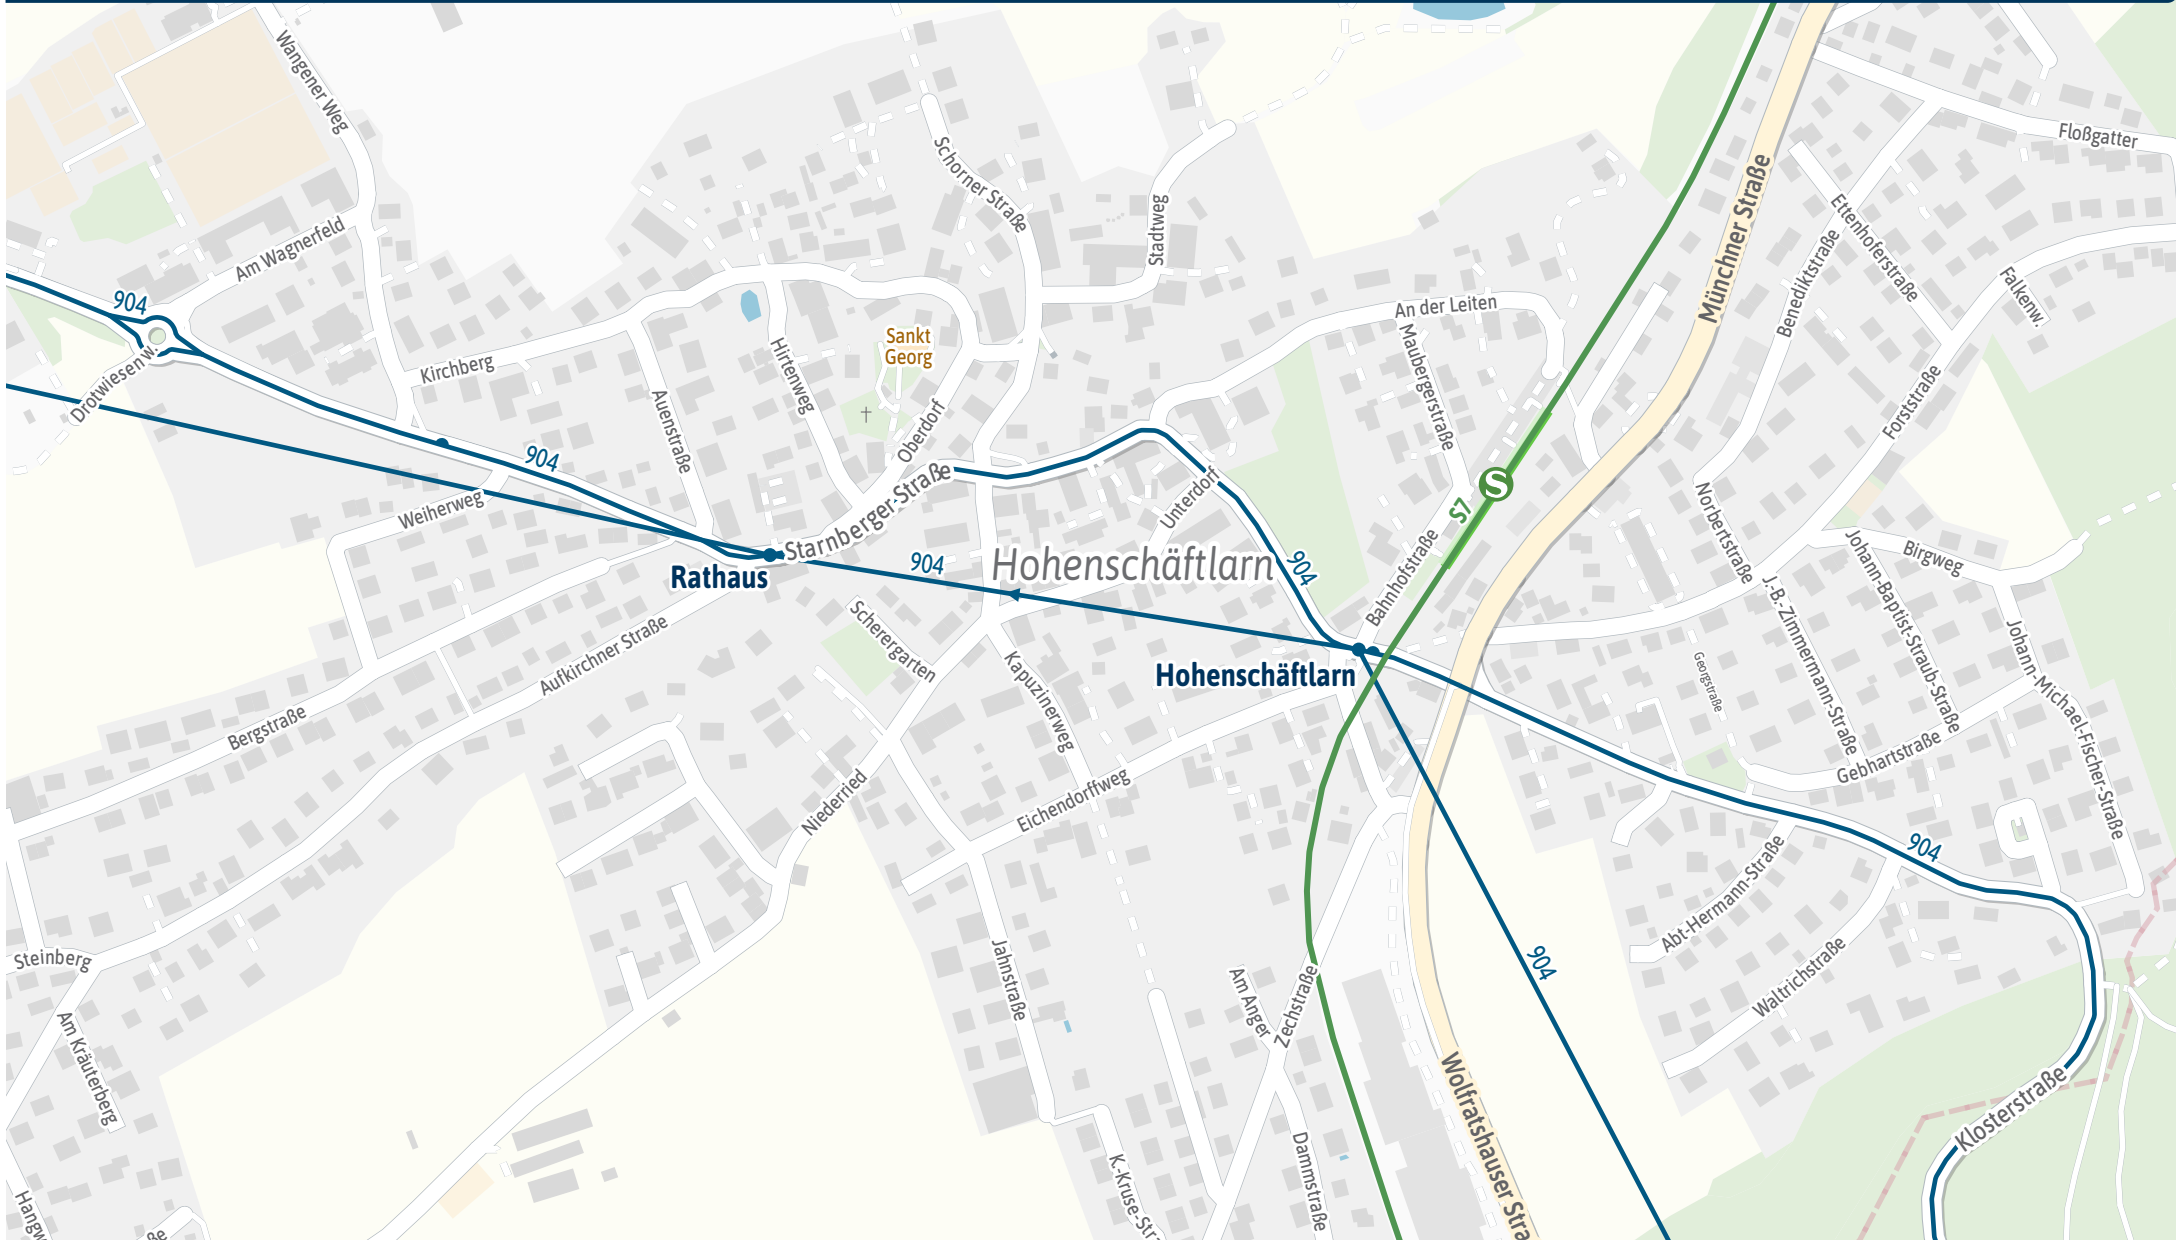 Wangener Weg
Schorner Straße
Floßgatter
Münchner Straße
Am Wagnerfeld
Stadtweg
Ettenhoferstraße
Benediktstraße
Falkenw.
904
An der Leiten
Sankt
Georg
Maubergerstraße
Drotwiesenw.
Kirchberg
Hirtenweg
Auenstraße
Oberdorf
Forststraße
904
Starnberger-Straße
Weiherweg
Unterdorf
S
S7
Norbertstraße
Birgweg
Johann-Baptist-Straub-Straße
904
Hohenschäftlarn
904
Bahnhofstraße
Rathaus
J.-B.-Zimmermann-Straße
Scherergarten
Aufkirchner Straße
Kapuzinerweg
Hohenschäftlarn
Georgstraße
Johann-Michael-Fischer-Straße
Bergstraße
Gebhartstraße
Niederried
Eichendorffweg
904
Abt-Hermann-Straße
Steinberg
Jahnstraße
Am Anger
Zechstraße
904
Waltrichstraße
Am Kräuterberg
Wolfratshauser Stra
Klosterstraße
K.-Kruse-Str.
Dammstraße
Hangw
ße